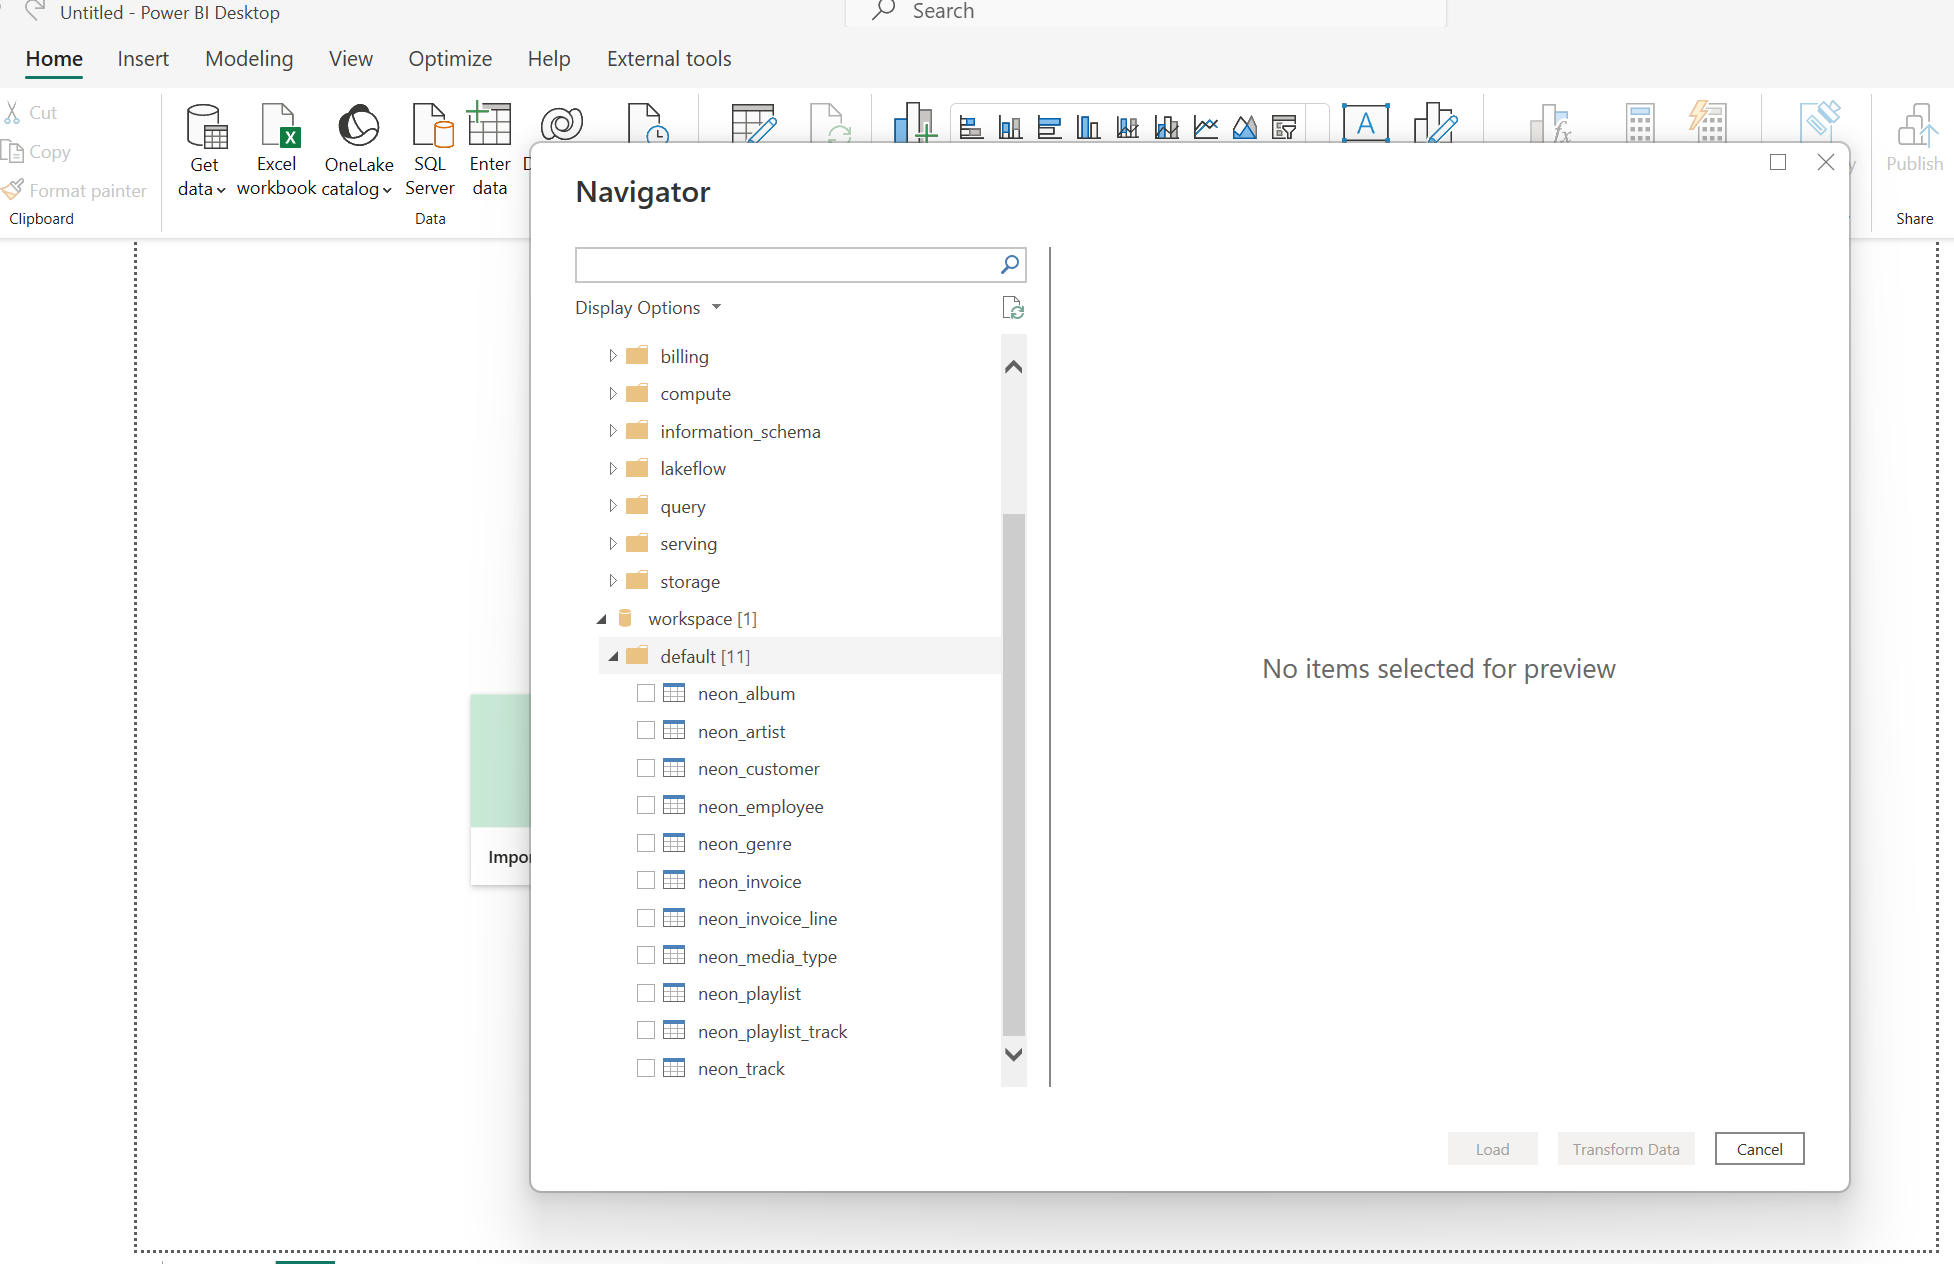 Untitled - Power BI Desktop
Search
Home Insert Modeling View Optimize Help External tools
Cut
Copy
Format painter
Clipboard
Get data
Excel workbook
OneLake catalog
SQL Server
Enter data
Data
Publish
Share
Navigator
Display Options
billing
compute
information_schema
lakeflow
query
serving
storage
workspace [1]
default [11]
neon_album
neon_artist
neon_customer
neon_employee
neon_genre
neon_invoice
neon_invoice_line
neon_media_type
neon_playlist
neon_playlist_track
neon_track
No items selected for preview
Load
Transform Data
Cancel